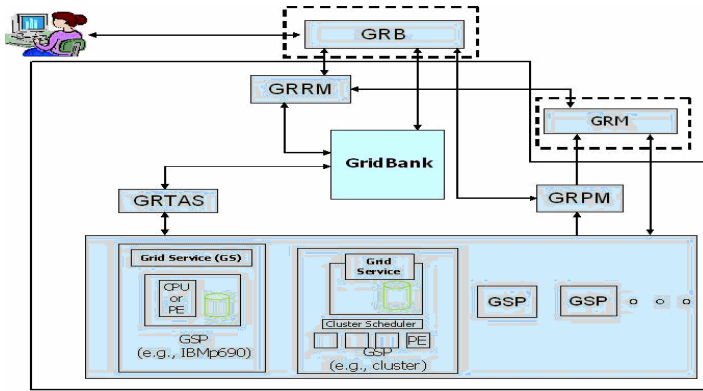 GRB
GRRM
GRM
GridBank
GRTAS
GRPM
Grid Service (GS)
CPU
or
PE
GSP
(e.g., IBMp690)
Grid
Service
Cluster Scheduler
PE
GSP
(e.g., cluster)
GSP
GSP